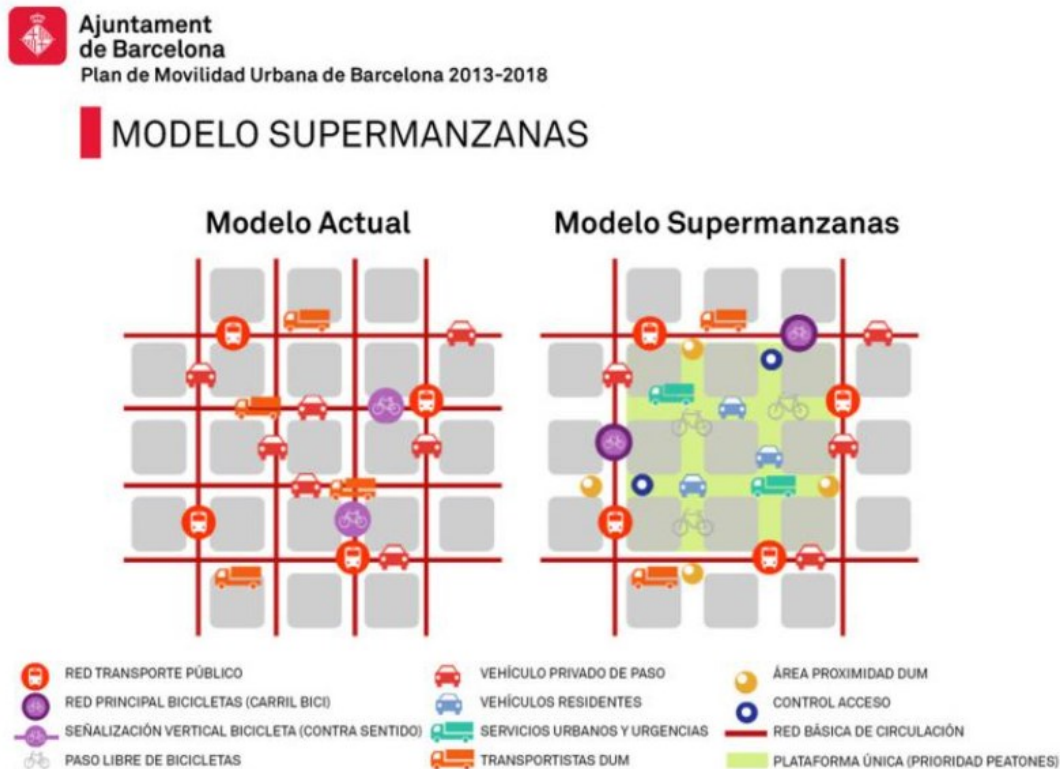 Ajuntament
de Barcelona
Plan de Movilidad Urbana de Barcelona 2013-2018
MODELO SUPERMANZANAS
Modelo Actual
Modelo Supermanzanas
RED TRANSPORTE PÚBLICO
RED PRINCIPAL BICICLETAS (CARRIL BICI)
SEÑALIZACIÓN VERTICAL BICICLETA (CONTRA SENTIDO)
PASO LIBRE DE BICICLETAS
VEHÍCULO PRIVADO DE PASO
VEHÍCULOS RESIDENTES
SERVICIOS URBANOS Y URGENCIAS
TRANSPORTISTAS DUM
ÁREA PROXIMIDAD DUM
CONTROL ACCESO
RED BÁSICA DE CIRCULACIÓN
PLATAFORMA ÚNICA (PRIORIDAD PEATONES)